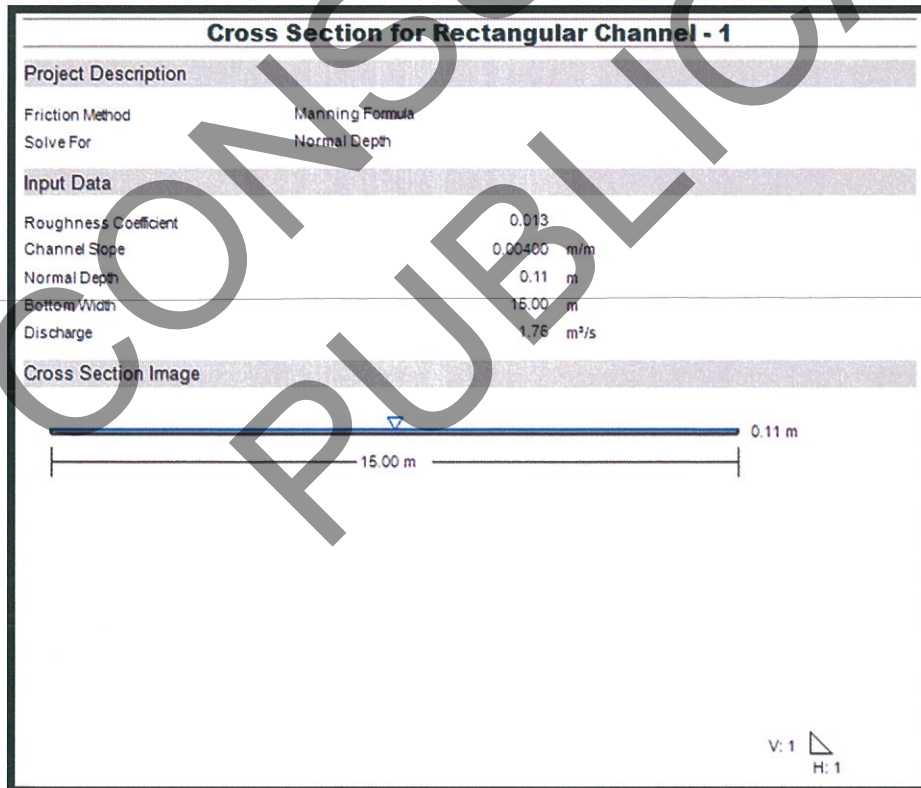 Cross Section for Rectangular Channel - 1
Project Description
Friction Method Manning Formula
Solve For Normal Depth
Input Data
Roughness Coefficient 0.013
Channel Slope 0.00400 m/m
Normal Depth 0.11 m
Bottom Width 15.00 m
Discharge 1.76 m³/s
Cross Section Image
0.11 m
15.00 m
V: 1
H: 1